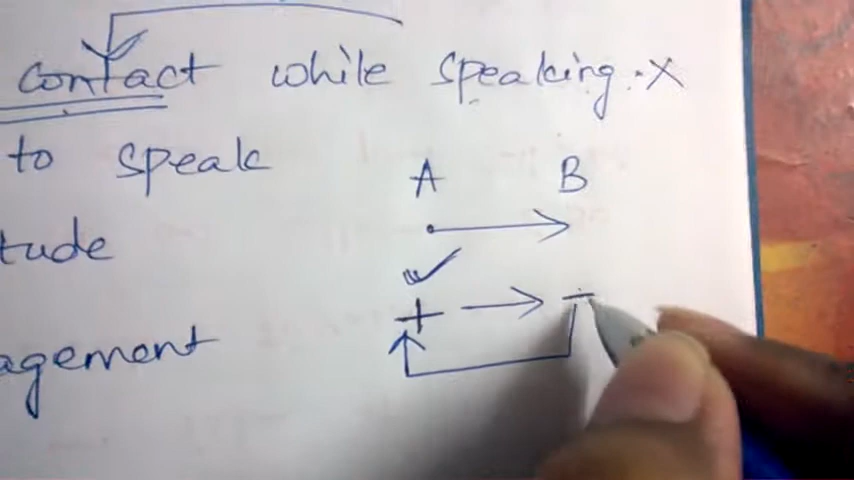 contact while speaking. X
to speak
A B
tude
+ → –
agement